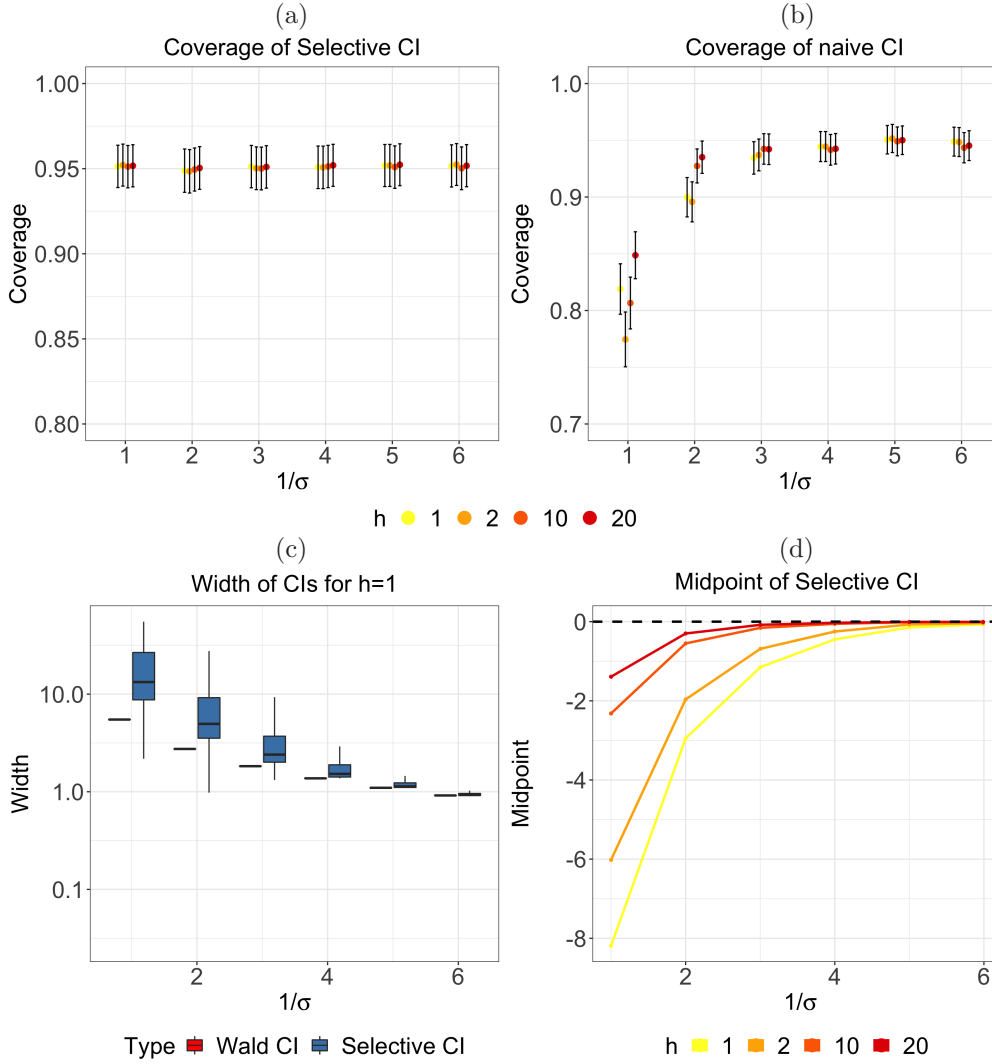 (a)
Coverage of Selective CI
1.00
0.95
0.90
0.85
0.80
Coverage
1 2 3 4 5 6
1/σ
(b)
Coverage of naive CI
1.0
0.9
0.8
0.7
Coverage
1 2 3 4 5 6
1/σ
h 1 2 10 20
(c)
Width of CIs for h=1
10.0
1.0
0.1
Width
2 4 6
1/σ
Type Wald CI Selective CI
(d)
Midpoint of Selective CI
0
-2
-4
-6
-8
Midpoint
2 4 6
1/σ
h 1 2 10 20